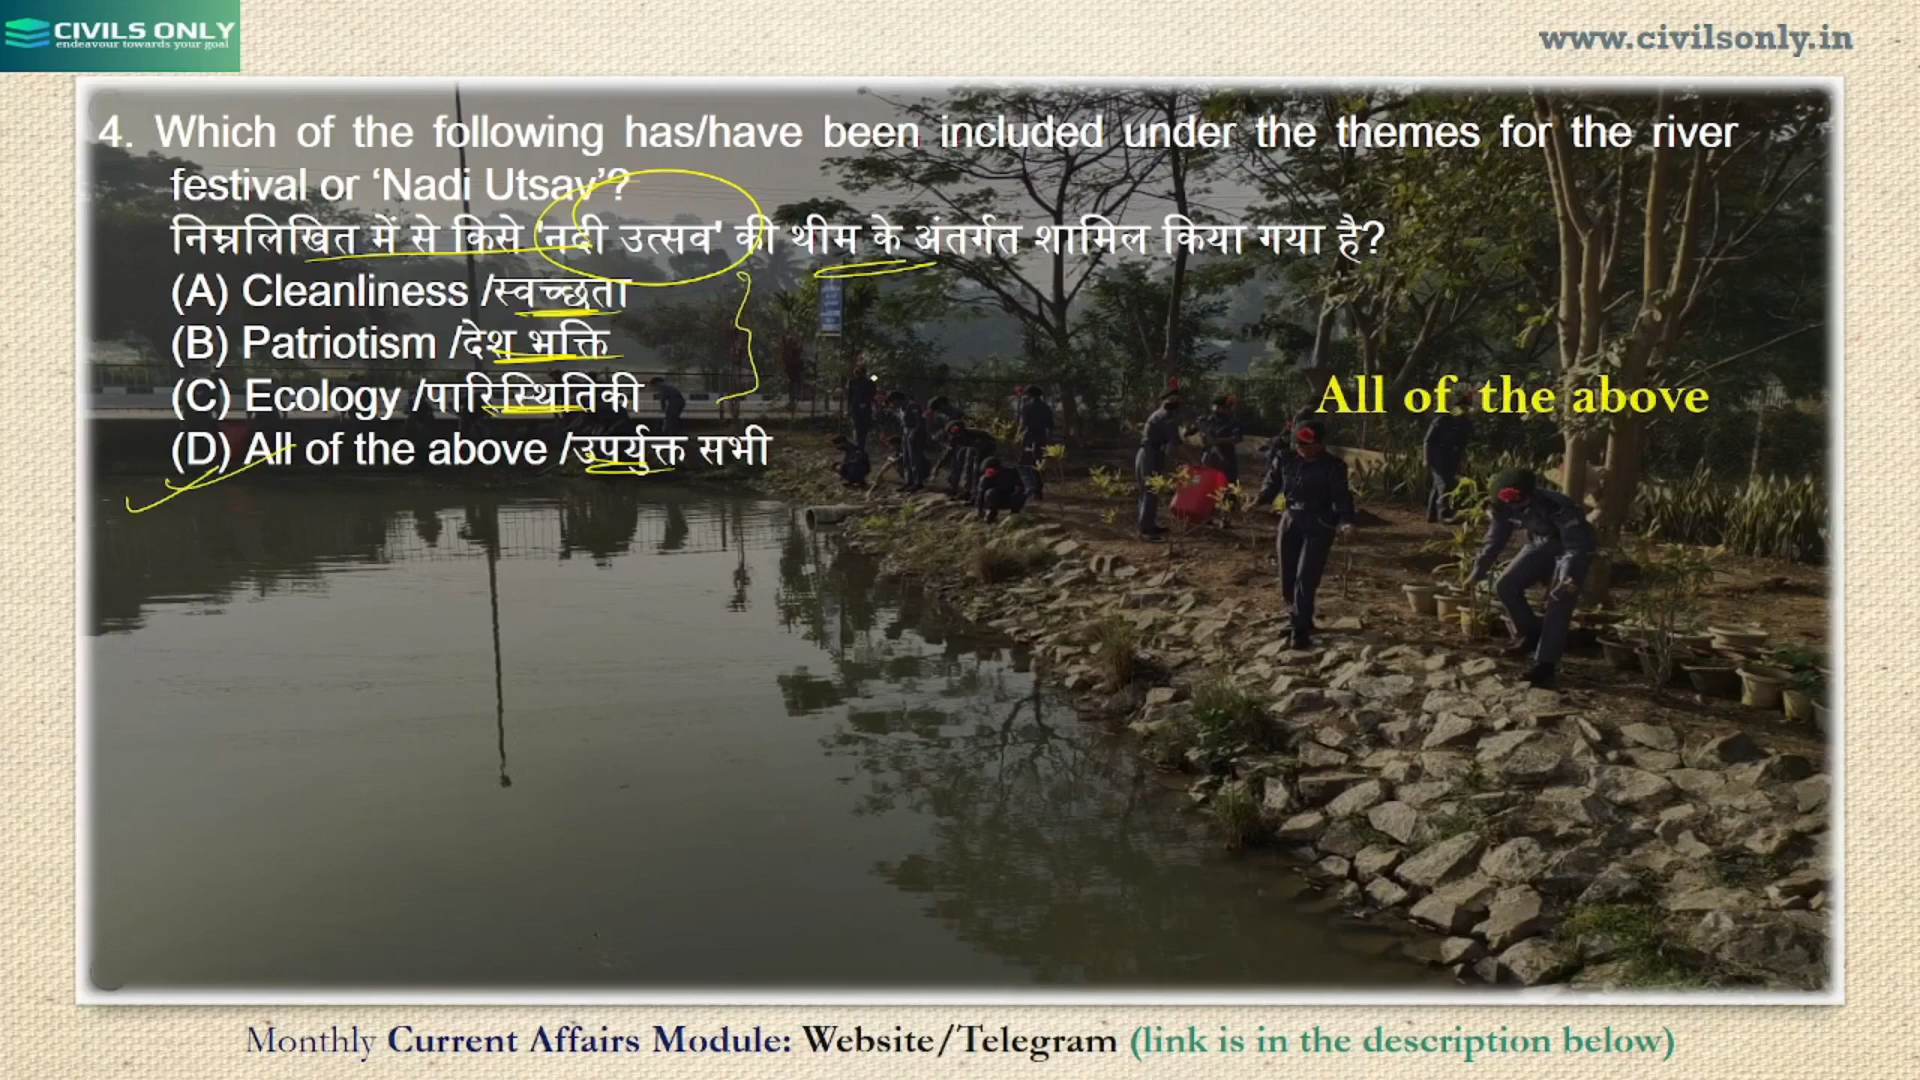 CIVILS ONLY
endeavour towards your goal
www.civilsonly.in
4. Which of the following has/have been included under the themes for the river
festival or ‘Nadi Utsav’?
निम्नलिखित में से किसे 'नदी उत्सव' की थीम के अंतर्गत शामिल किया गया है?
(A) Cleanliness /स्वच्छता
(B) Patriotism /देश भक्ति
(C) Ecology /पारिस्थितिकी
All of the above
(D) All of the above /उपर्युक्त सभी
Monthly Current Affairs Module: Website/Telegram (link is in the description below)